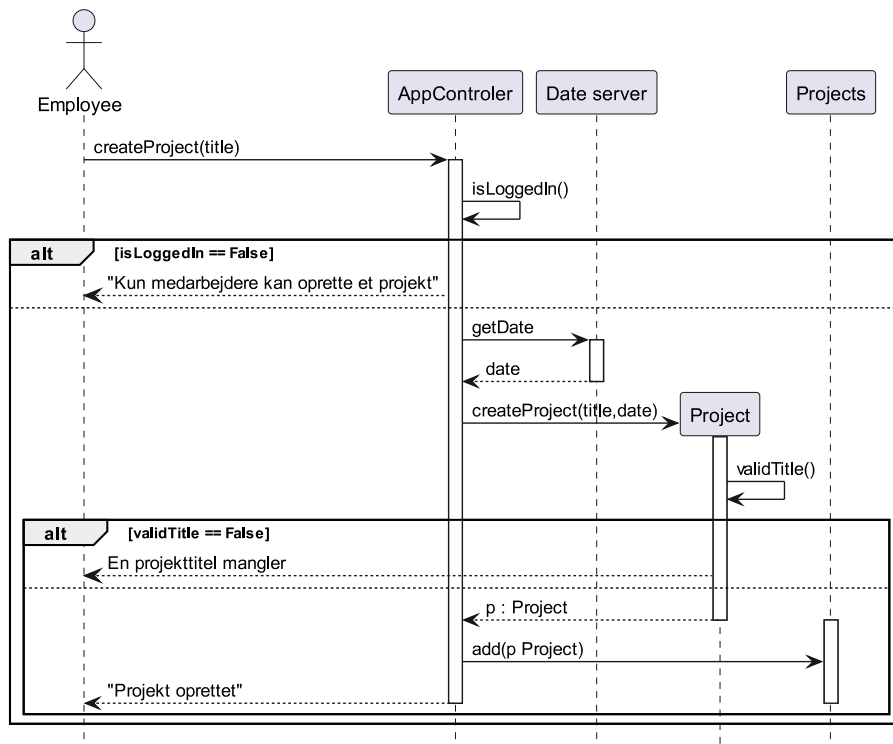 Employee
AppControler
Date server
Projects
createProject(title)
isLoggedIn()
alt [isLoggedIn == False]
"Kun medarbejdere kan oprette et projekt"
getDate
date
createProject(title,date)
Project
validTitle()
alt [validTitle == False]
En projekttitel mangler
p : Project
add(p Project)
"Projekt oprettet"